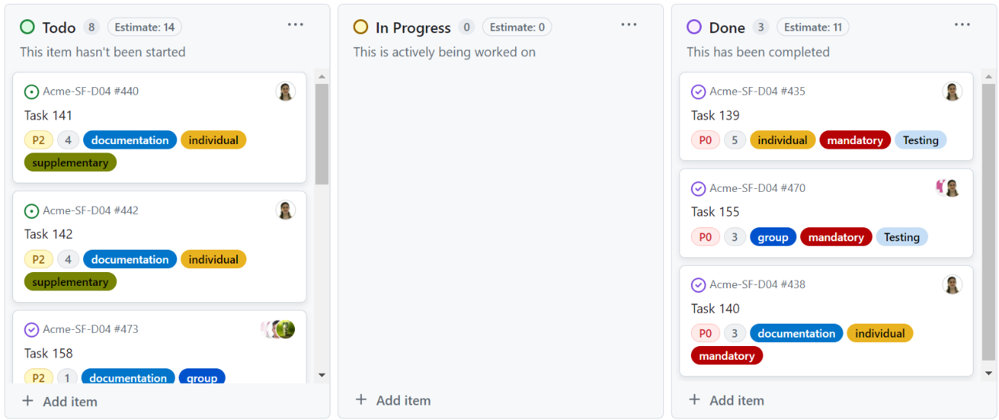 Todo 8 Estimate: 14
This item hasn't been started
Acme-SF-D04 #440
Task 141
P2 4 documentation individual
supplementary
Acme-SF-D04 #442
Task 142
P2 4 documentation individual
supplementary
Acme-SF-D04 #473
Task 158
P2 1 documentation group
+ Add item
In Progress 0 Estimate: 0
This is actively being worked on
+ Add item
Done 3 Estimate: 11
This has been completed
Acme-SF-D04 #435
Task 139
P0 5 individual mandatory Testing
Acme-SF-D04 #470
Task 155
P0 3 group mandatory Testing
Acme-SF-D04 #438
Task 140
P0 3 documentation individual
mandatory
+ Add item